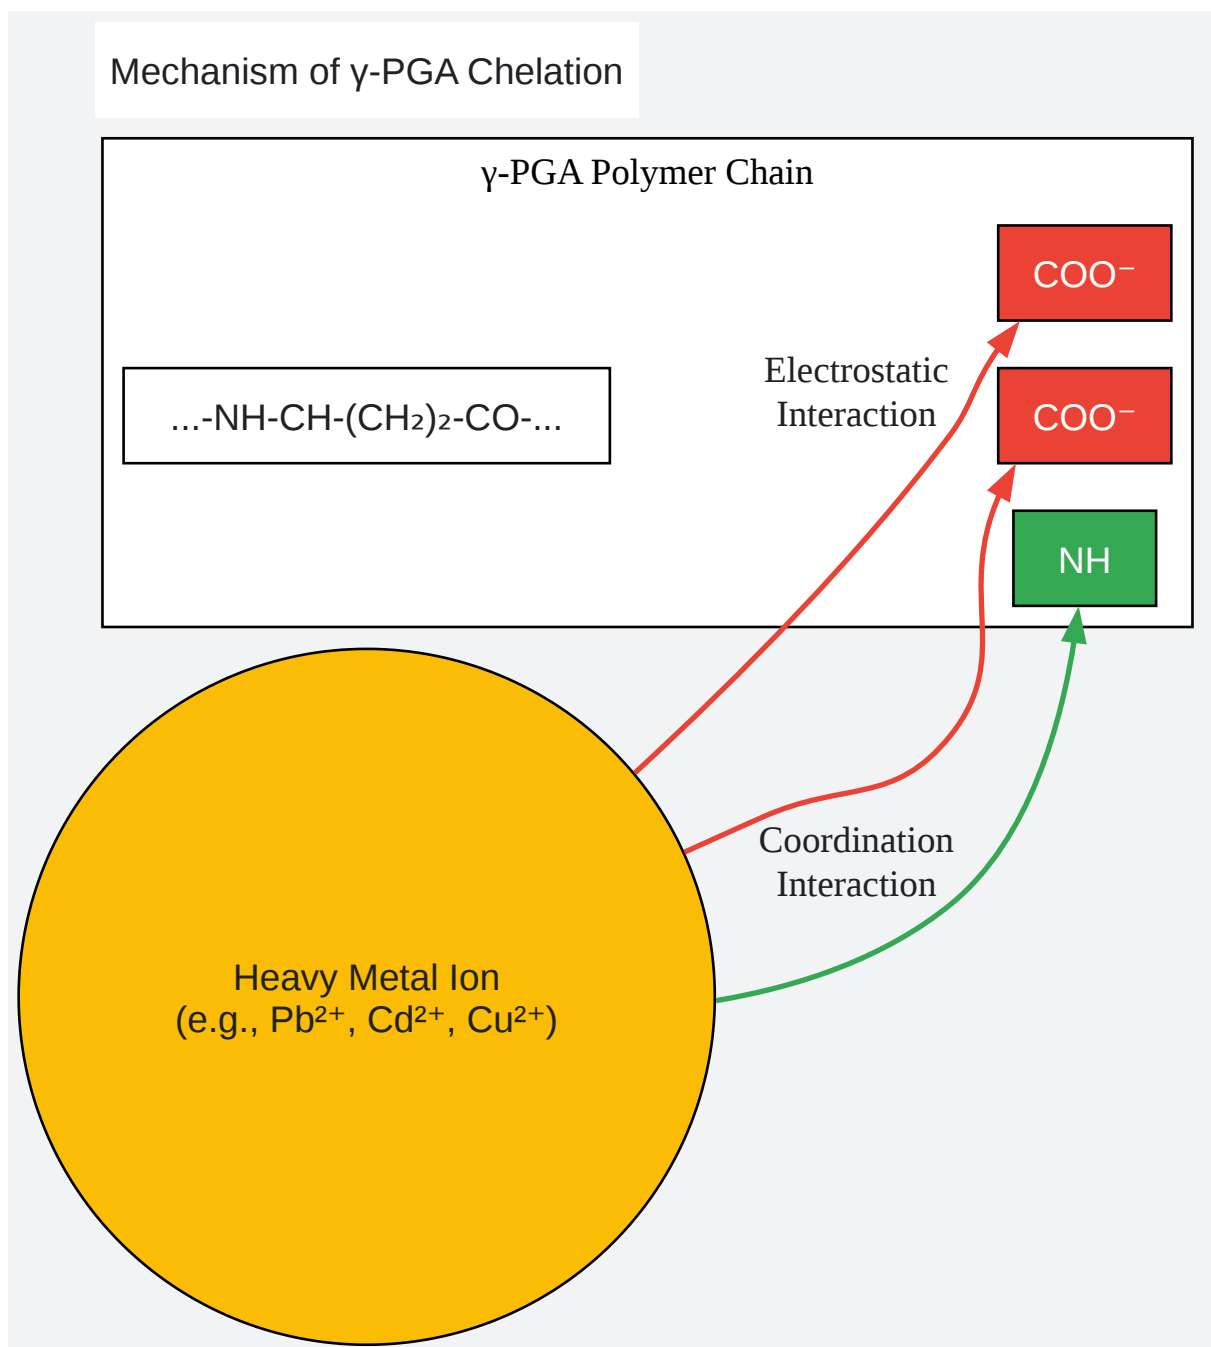 Mechanism of γ-PGA Chelation
γ-PGA Polymer Chain
COO⁻
Electrostatic
Interaction
...-NH-CH-(CH₂)₂-CO-...
COO⁻
NH
Coordination
Interaction
Heavy Metal Ion
(e.g., Pb²⁺, Cd²⁺, Cu²⁺)